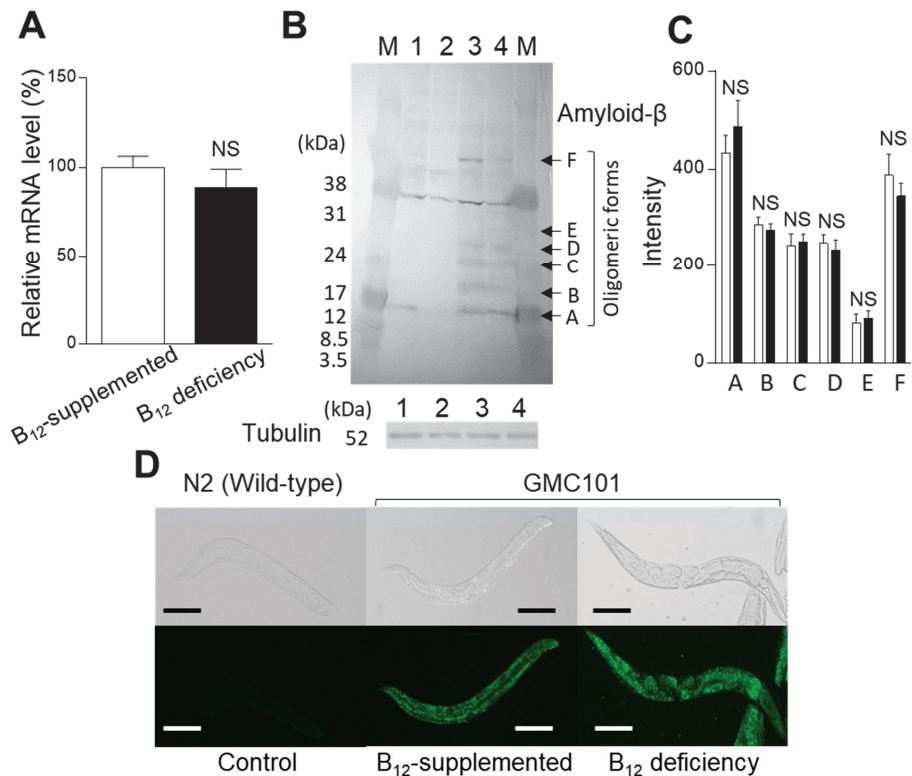 A
Relative mRNA level (%)
150
100
50
0
NS
B₁₂-supplemented
B₁₂ deficiency
B
M 1 2 3 4 M
(kDa)
38
31
24
17
12
8.5
3.5
Amyloid-β
F
E
D
C
B
A
Oligomeric forms
(kDa) 1 2 3 4
Tubulin 52
C
Intensity
600
400
200
0
NS
NS
NS
NS
NS
NS
A B C D E F
D
N2 (Wild-type) GMC101
Control B₁₂-supplemented B₁₂ deficiency